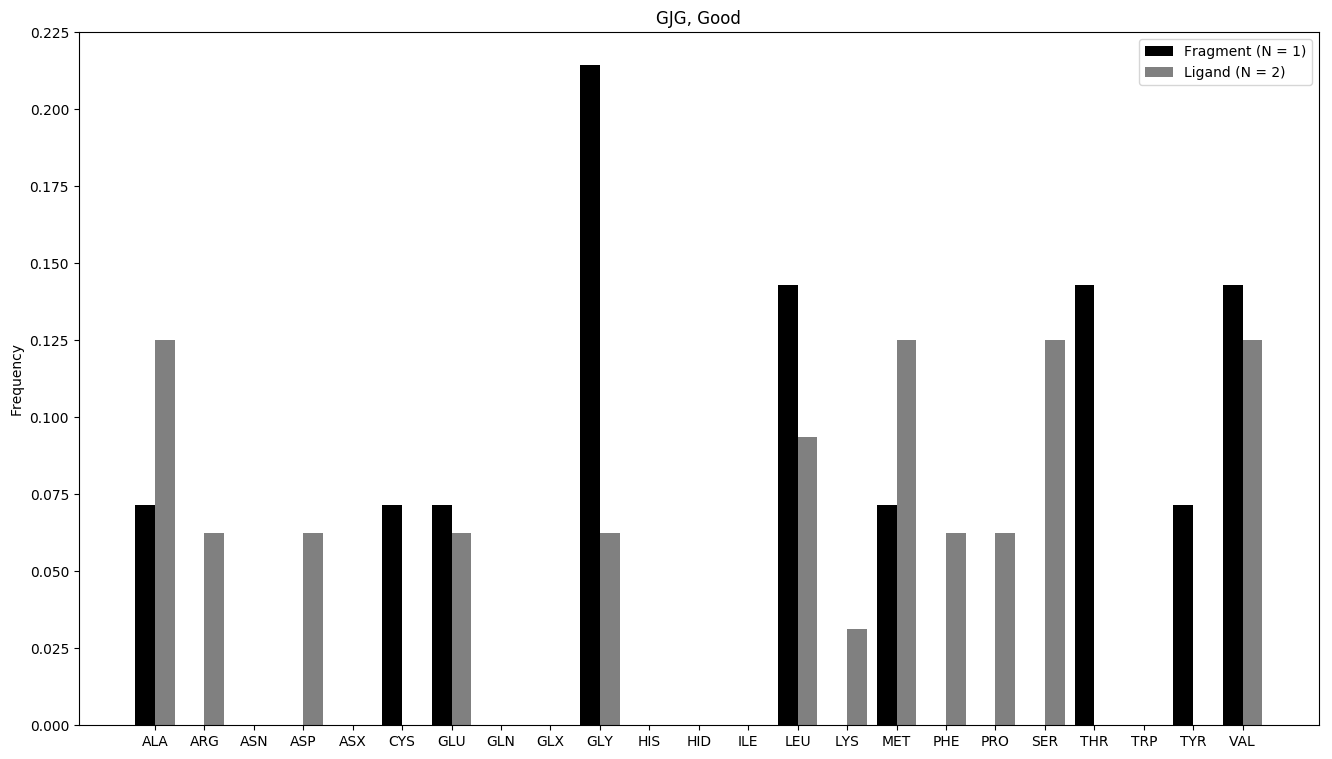 GJG, Good
Fragment (N = 1)
Ligand (N = 2)
Frequency
0.225
0.200
0.175
0.150
0.125
0.100
0.075
0.050
0.025
0.000
ALA ARG ASN ASP ASX CYS GLU GLN GLX GLY HIS HID ILE LEU LYS MET PHE PRO SER THR TRP TYR VAL